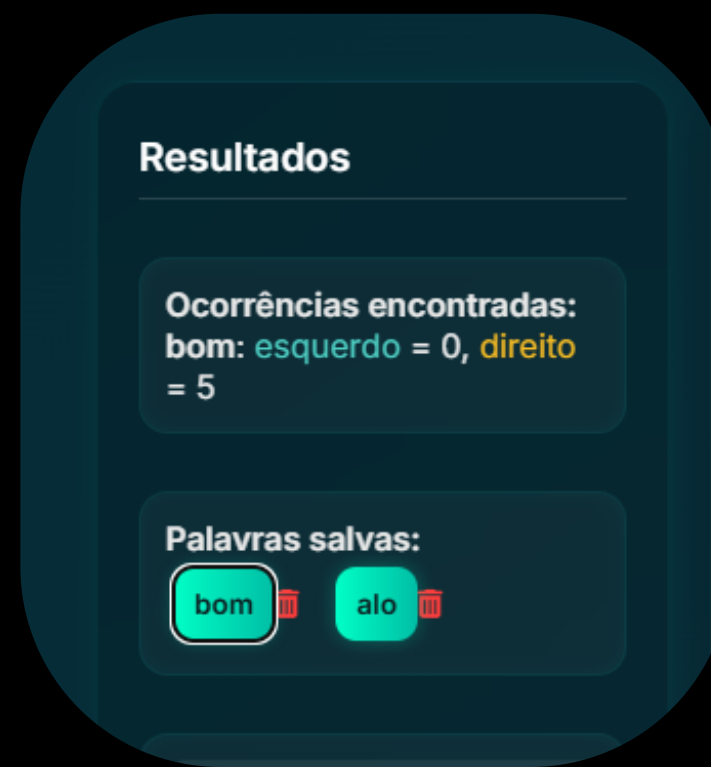 Resultados
Ocorrências encontradas:
bom: esquerdo = 0, direito
= 5
Palavras salvas:
bom alo